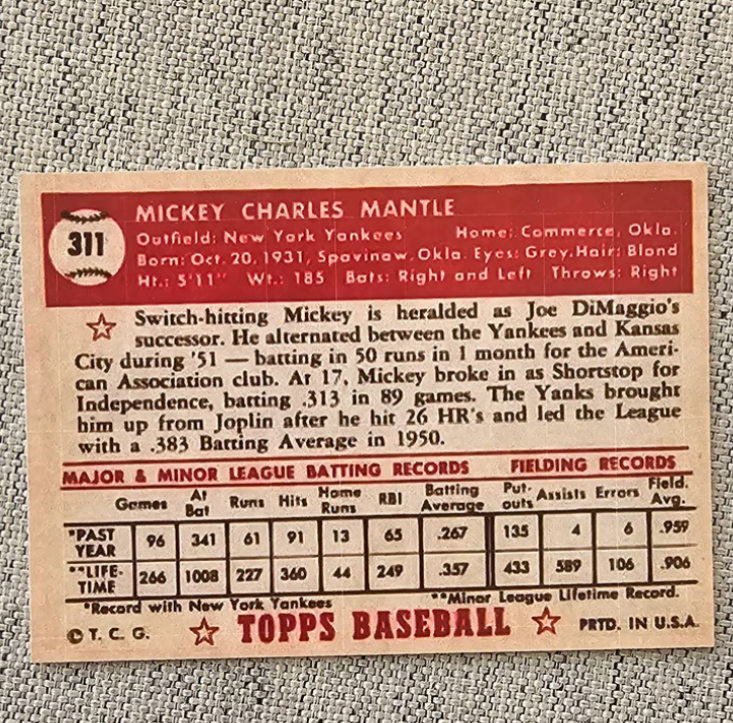 311
MICKEY CHARLES MANTLE
Outfield: New York Yankees Home: Commerce, Okla.
Born: Oct. 20, 1931, Spavinaw, Okla. Eyes: Grey. Hair: Blond
Ht.: 5'11" Wt.: 185 Bats: Right and Left Throws: Right
Switch-hitting Mickey is heralded as Joe DiMaggio's
successor. He alternated between the Yankees and Kansas
City during '51 — batting in 50 runs in 1 month for the Ameri-
can Association club. At 17, Mickey broke in as Shortstop for
Independence, batting .313 in 89 games. The Yanks brought
him up from Joplin after he hit 26 HR's and led the League
with a .383 Batting Average in 1950.
MAJOR & MINOR LEAGUE BATTING RECORDS FIELDING RECORDS
Games At Bat Runs Hits Home Runs RBI Batting Average Put-outs Assists Errors Field. Avg.
*PAST YEAR 96 341 61 91 13 65 .267 135 4 6 .959
**LIFE-TIME 266 1008 227 360 44 249 .357 433 589 106 .906
*Record with New York Yankees **Minor League Lifetime Record.
© T. C. G. TOPPS BASEBALL PRTD. IN U.S.A.